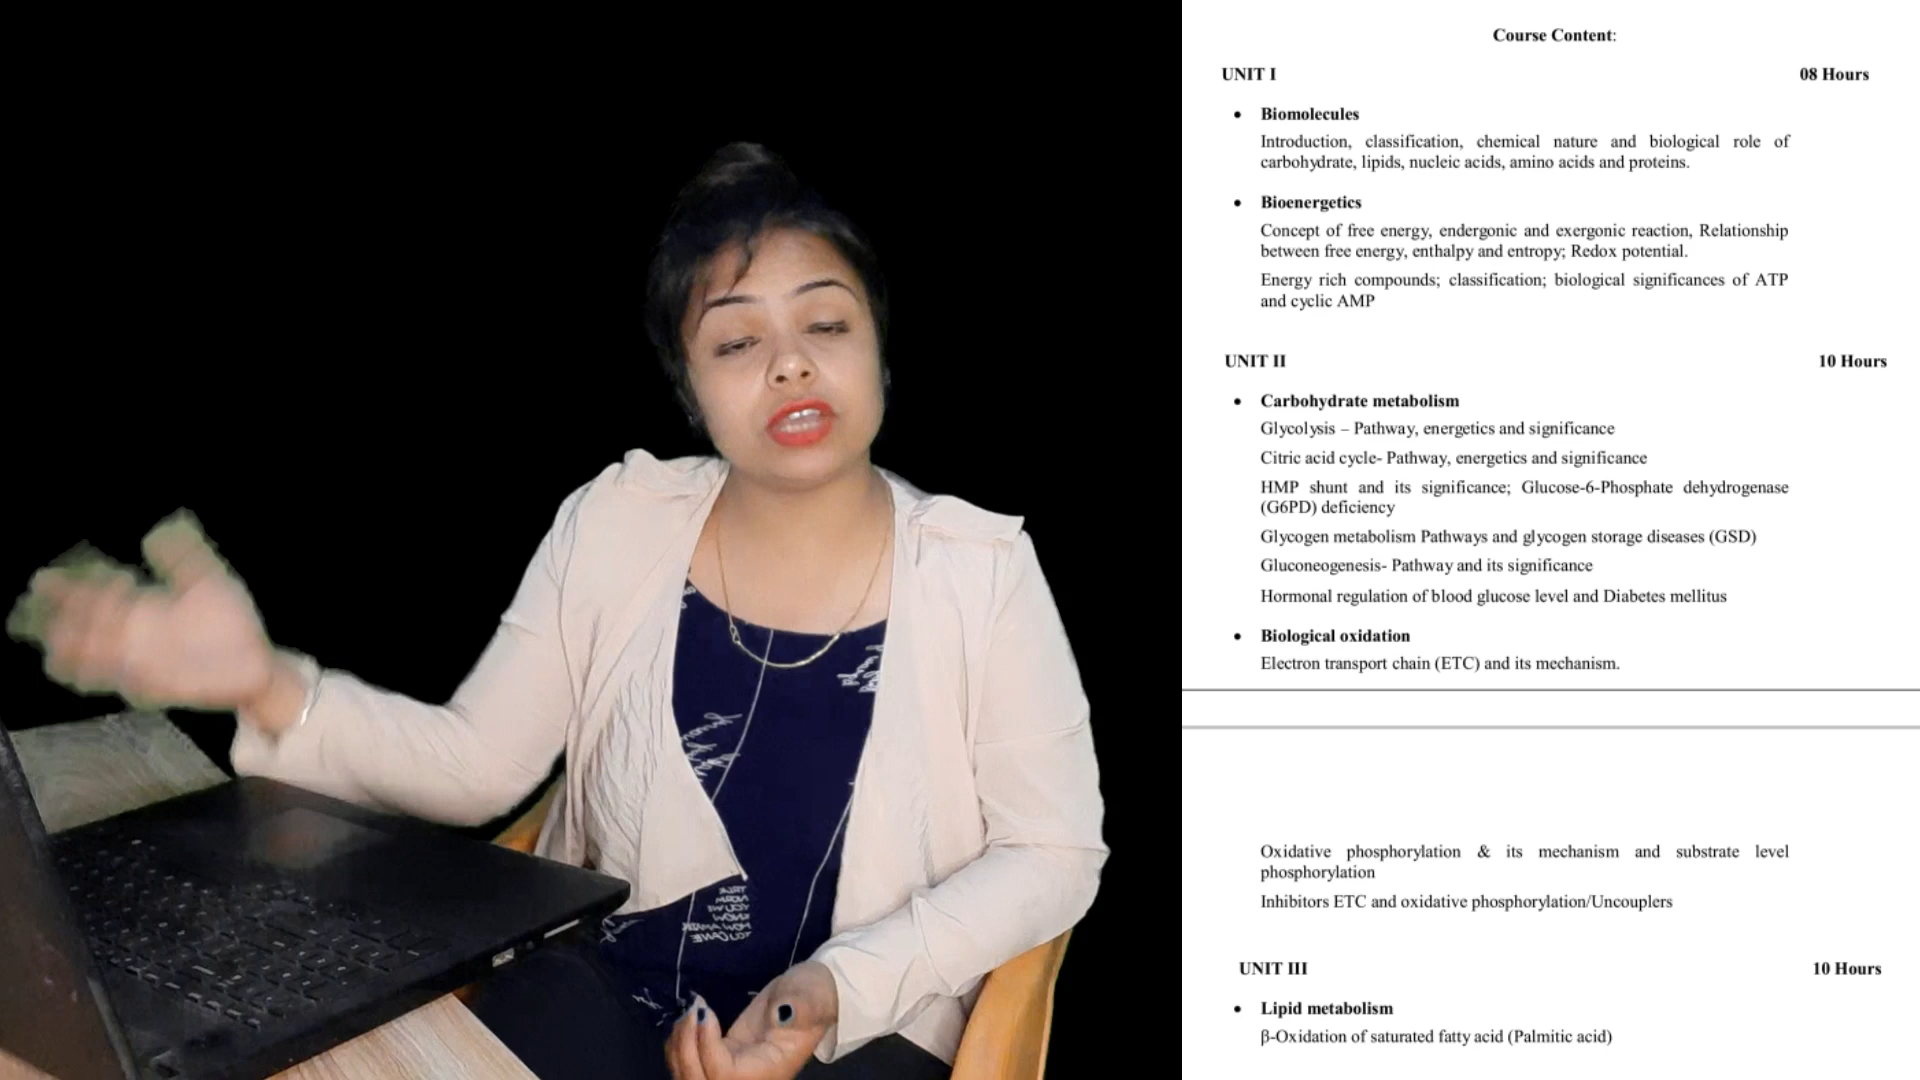 Course Content:
UNIT I 08 Hours
• Biomolecules
Introduction, classification, chemical nature and biological role of
carbohydrate, lipids, nucleic acids, amino acids and proteins.
• Bioenergetics
Concept of free energy, endergonic and exergonic reaction, Relationship
between free energy, enthalpy and entropy; Redox potential.
Energy rich compounds; classification; biological significances of ATP
and cyclic AMP
UNIT II 10 Hours
• Carbohydrate metabolism
Glycolysis – Pathway, energetics and significance
Citric acid cycle- Pathway, energetics and significance
HMP shunt and its significance; Glucose-6-Phosphate dehydrogenase
(G6PD) deficiency
Glycogen metabolism Pathways and glycogen storage diseases (GSD)
Gluconeogenesis- Pathway and its significance
Hormonal regulation of blood glucose level and Diabetes mellitus
• Biological oxidation
Electron transport chain (ETC) and its mechanism.
Oxidative phosphorylation & its mechanism and substrate level
phosphorylation
Inhibitors ETC and oxidative phosphorylation/Uncouplers
UNIT III 10 Hours
• Lipid metabolism
β-Oxidation of saturated fatty acid (Palmitic acid)